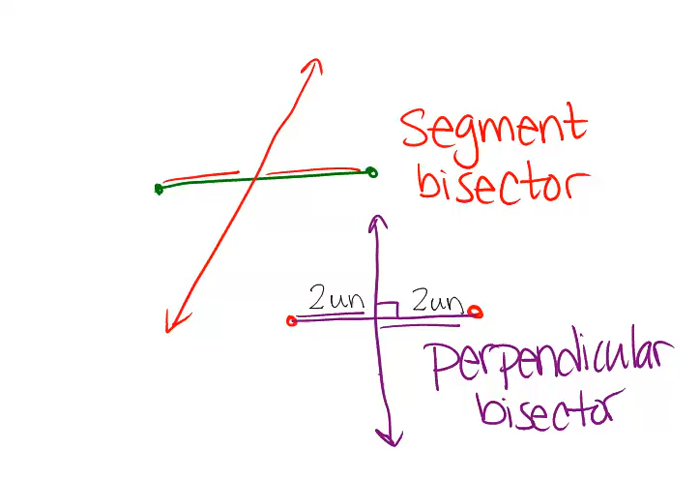 Segment
bisector
2un 2un
perpendicular
bisector